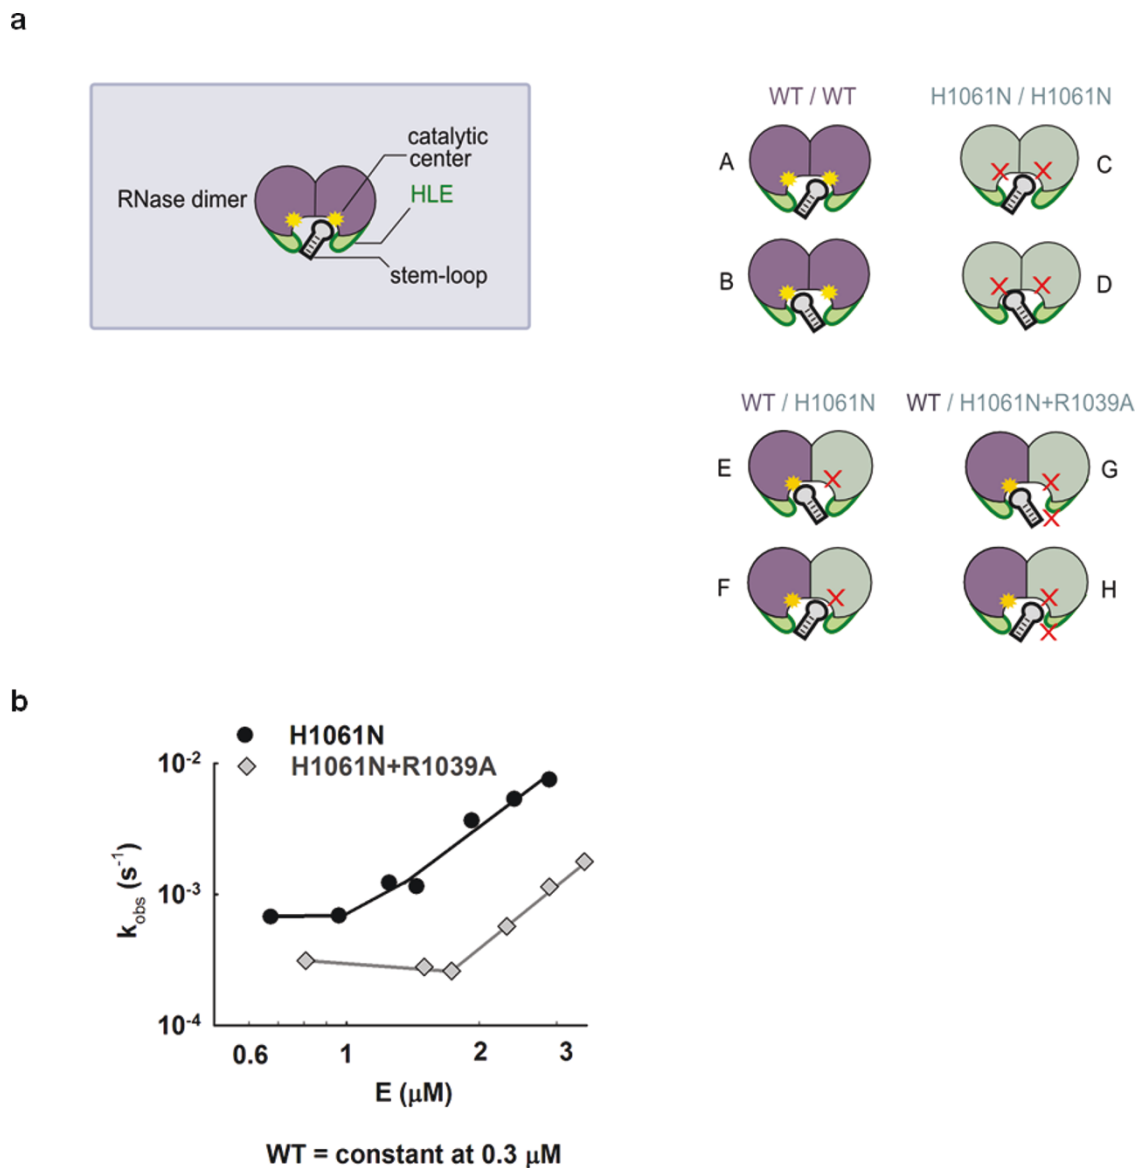 a
RNase dimer
catalytic
center
HLE
stem-loop
WT / WT
H1061N / H1061N
A
C
B
D
WT / H1061N
WT / H1061N+R1039A
E
G
F
H
b
H1061N
H1061N+R1039A
10-2
10-3
10-4
kobs (s-1)
0.6
1
2
3
E (μM)
WT = constant at 0.3 μM